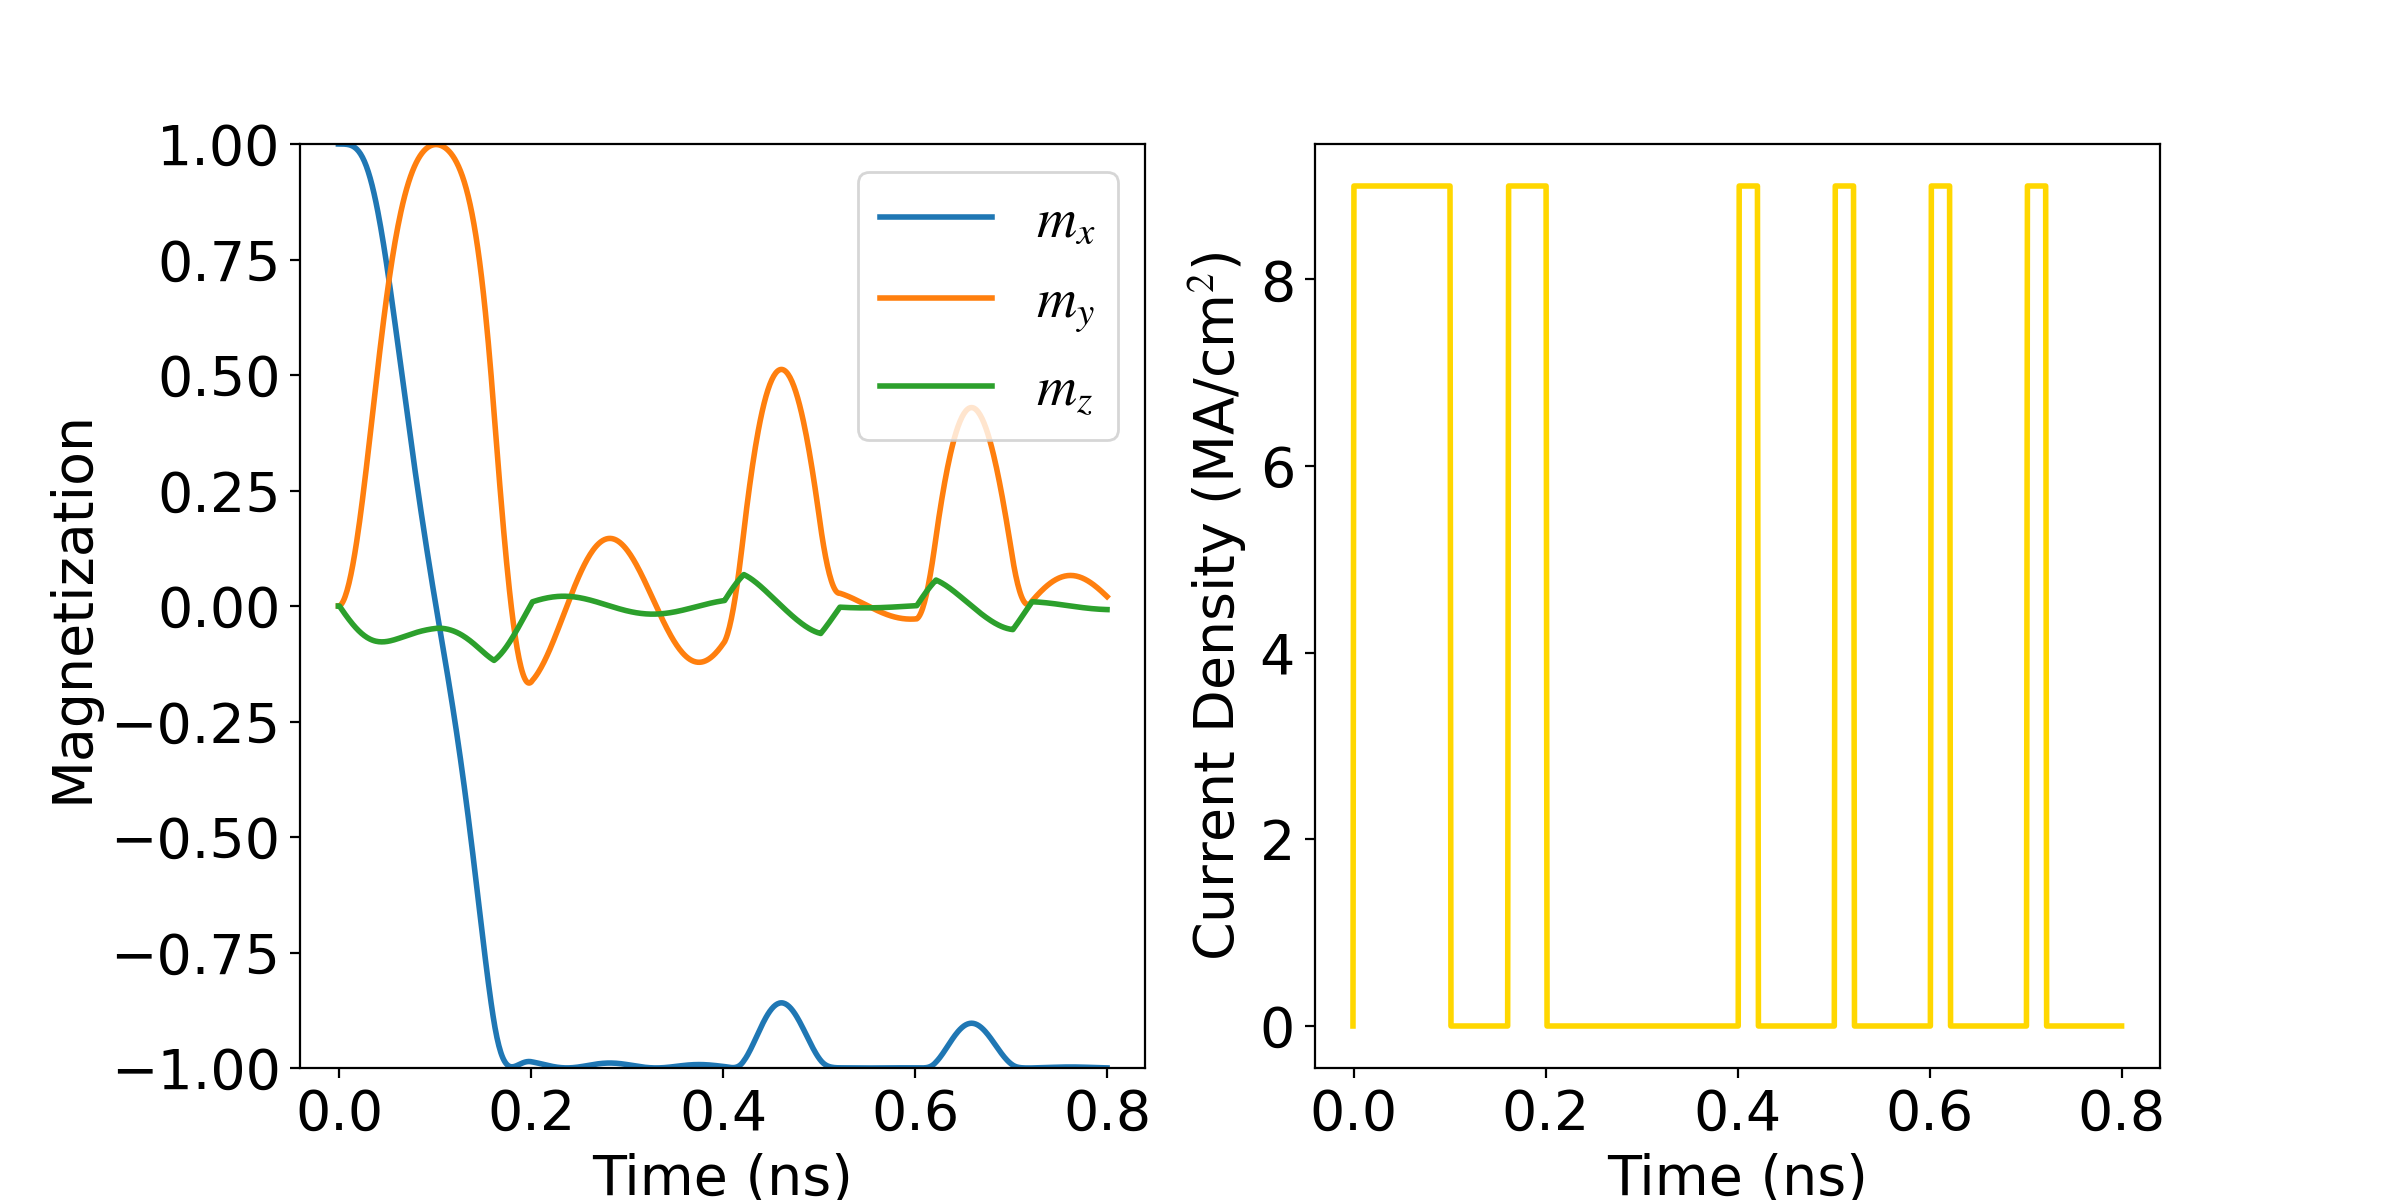 Magnetization
1.00
0.75
0.50
0.25
0.00
−0.25
−0.50
−0.75
−1.00
0.0 0.2 0.4 0.6 0.8
Time (ns)
mₓ
m_y
m_z
Current Density (MA/cm²)
8
6
4
2
0
0.0 0.2 0.4 0.6 0.8
Time (ns)